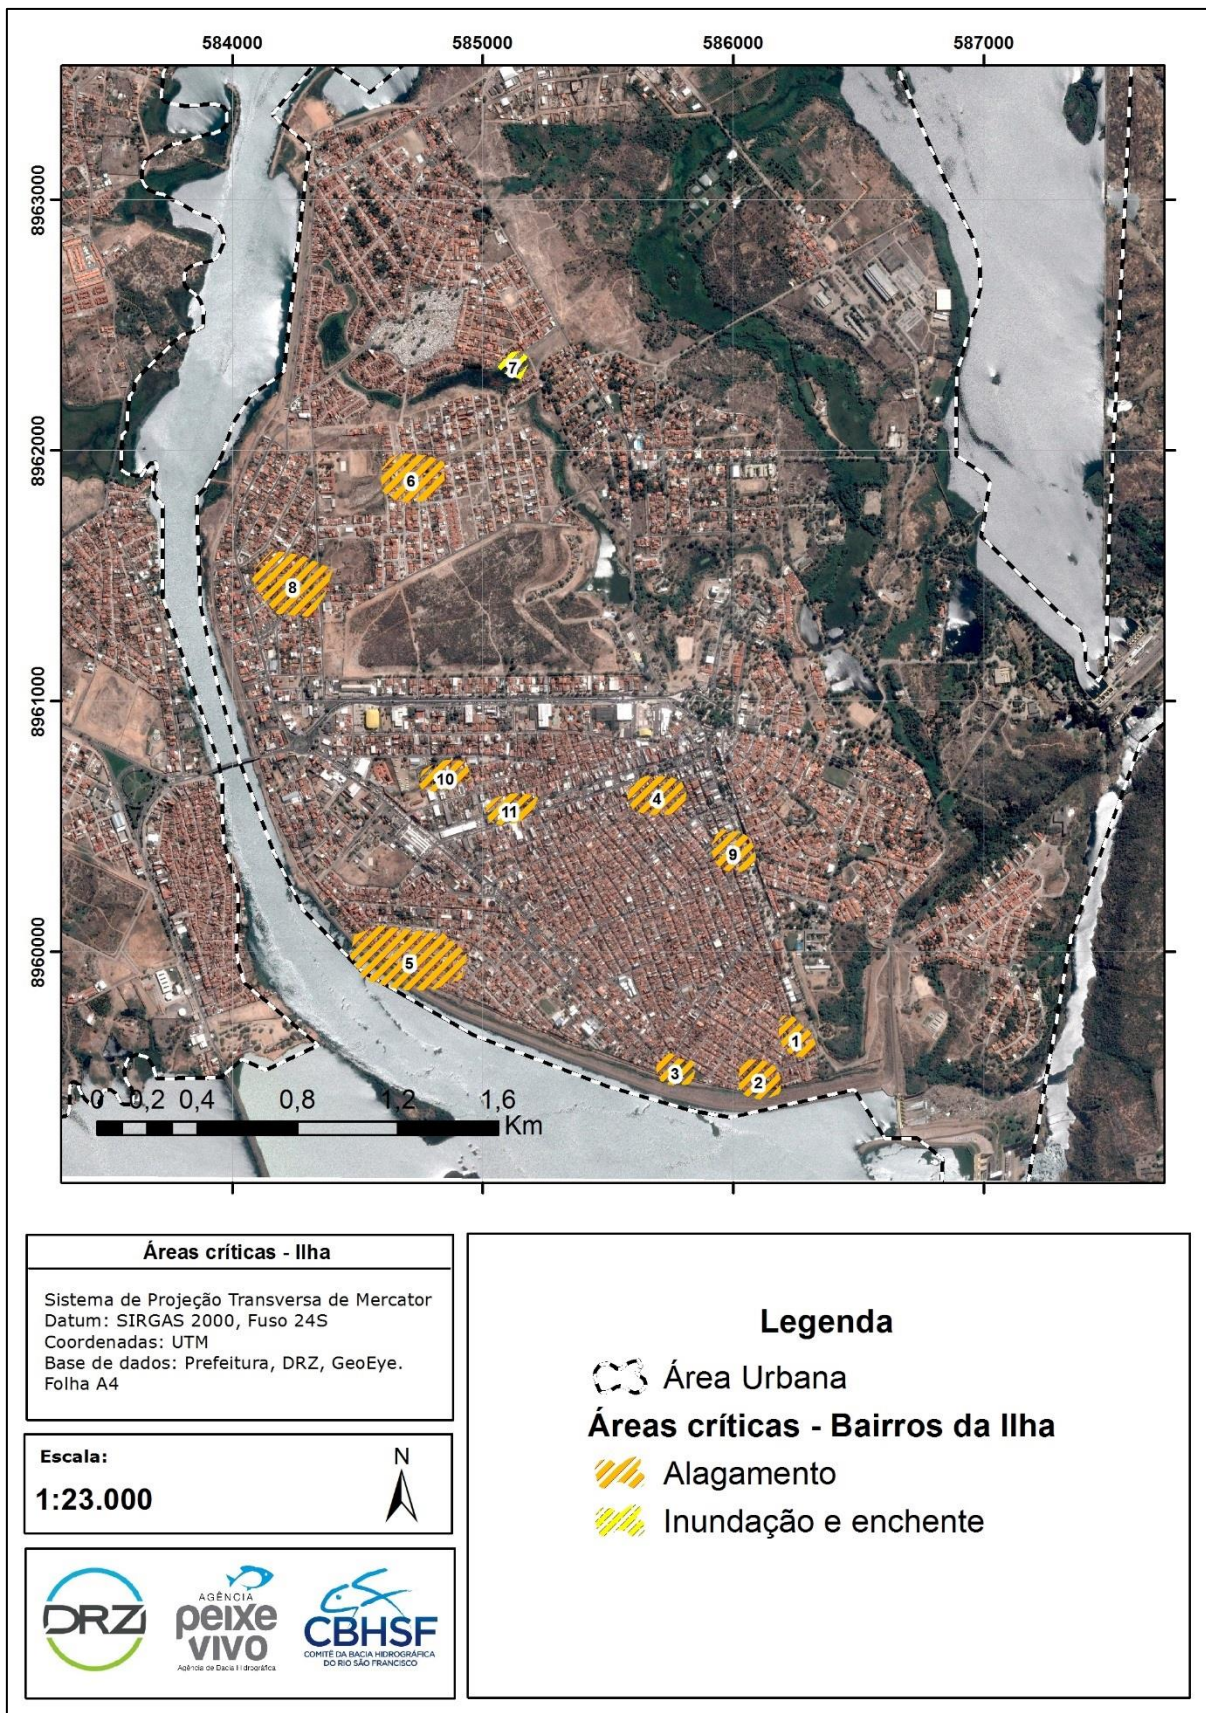 584000 585000 586000 587000
8963000
8962000
8961000
8960000
7
6
8
10
11
4
9
5
1
3
2
0 0,2 0,4 0,8 1,2 1,6
Km
Áreas críticas - Ilha
Sistema de Projeção Transversa de Mercator
Datum: SIRGAS 2000, Fuso 24S
Coordenadas: UTM
Base de dados: Prefeitura, DRZ, GeoEye.
Folha A4
Escala:
1:23.000
N
DRZ
AGÊNCIA
peixe
vivo
Agência de Bacia Hidrográfica
CBHSF
COMITÊ DA BACIA HIDROGRÁFICA
DO RIO SÃO FRANCISCO
Legenda
Área Urbana
Áreas críticas - Bairros da Ilha
Alagamento
Inundação e enchente